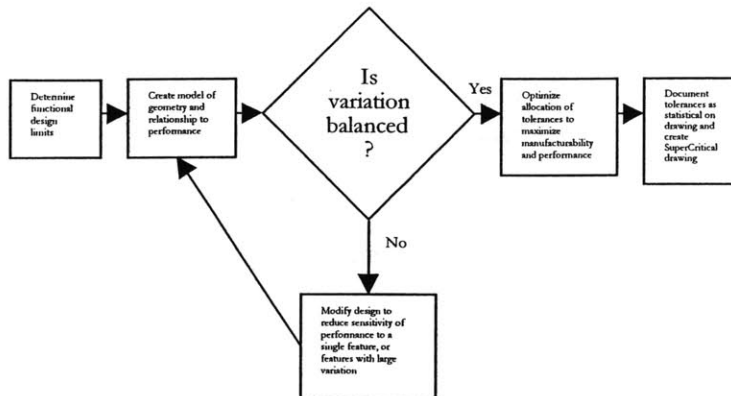 Determine
functional
design
limits
Create model of
geometry and
relationship to
performance
Is
variation
balanced
?
Yes
Optimize
allocation of
tolerances to
maximize
manufacturability
and performance
Document
tolerances as
statistical on
drawing and
create
SuperCritical
drawing
No
Modify design to
reduce sensitivity of
performance to a
single feature, or
features with large
variation